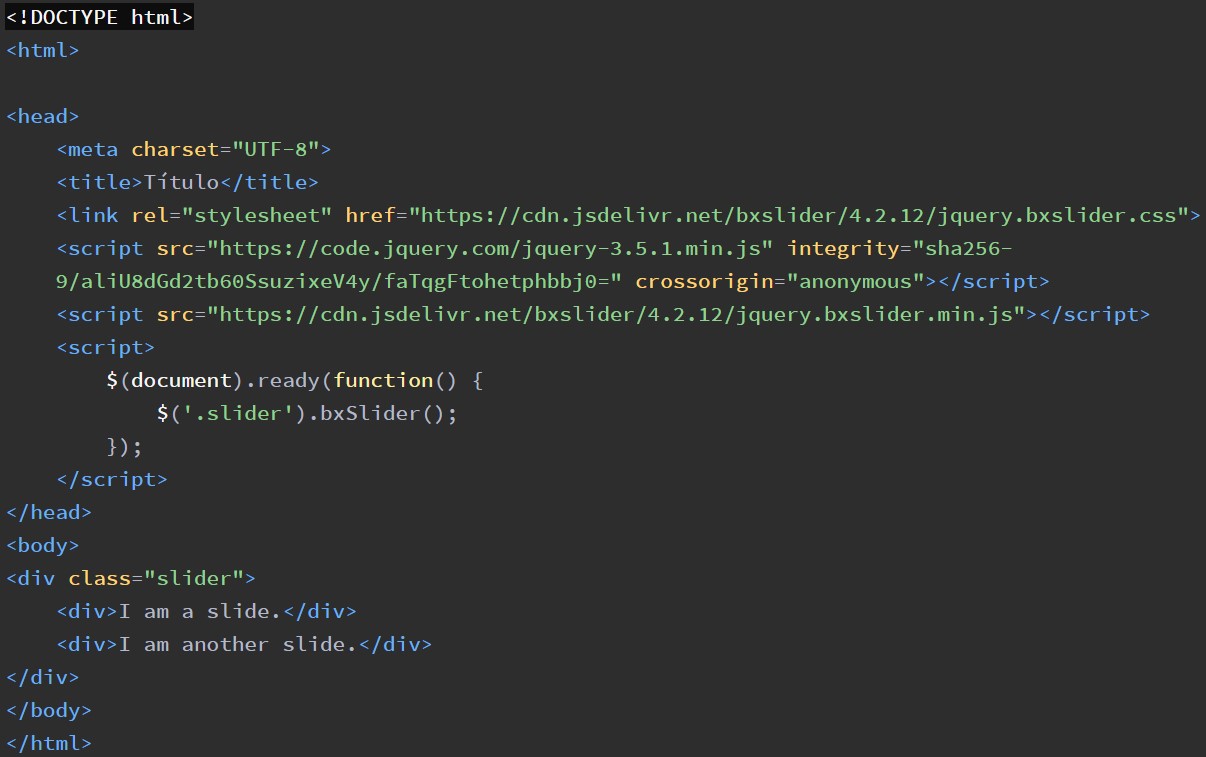 <!DOCTYPE html>
<html>
<head>
<meta charset="UTF-8">
<title>Título</title>
<link rel="stylesheet" href="https://cdn.jsdelivr.net/bxslider/4.2.12/jquery.bxslider.css">
<script src="https://code.jquery.com/jquery-3.5.1.min.js" integrity="sha256-
9/aliU8dGd2tb60SsuzixeV4y/faTqgFtohetphbbj0=" crossorigin="anonymous"></script>
<script src="https://cdn.jsdelivr.net/bxslider/4.2.12/jquery.bxslider.min.js"></script>
<script>
$(document).ready(function() {
$('.slider').bxSlider();
});
</script>
</head>
<body>
<div class="slider">
<div>I am a slide.</div>
<div>I am another slide.</div>
</div>
</body>
</html>